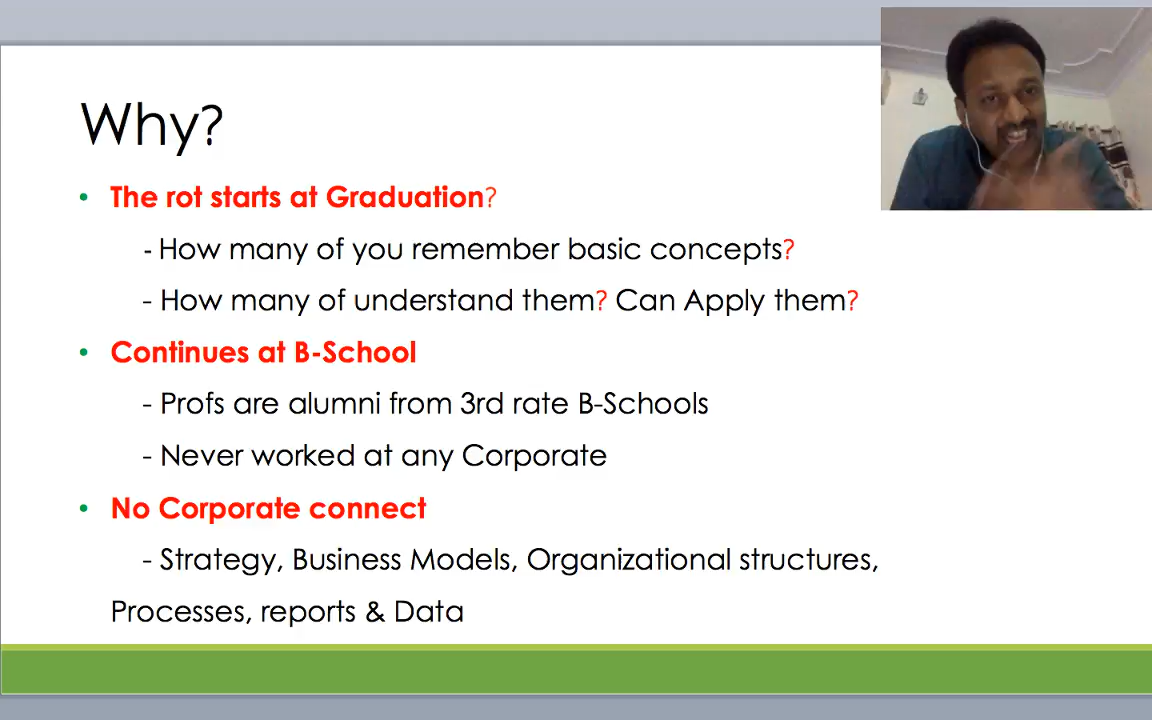 Why?
• The rot starts at Graduation?
- How many of you remember basic concepts?
- How many of understand them? Can Apply them?
• Continues at B-School
- Profs are alumni from 3rd rate B-Schools
- Never worked at any Corporate
• No Corporate connect
- Strategy, Business Models, Organizational structures,
Processes, reports & Data